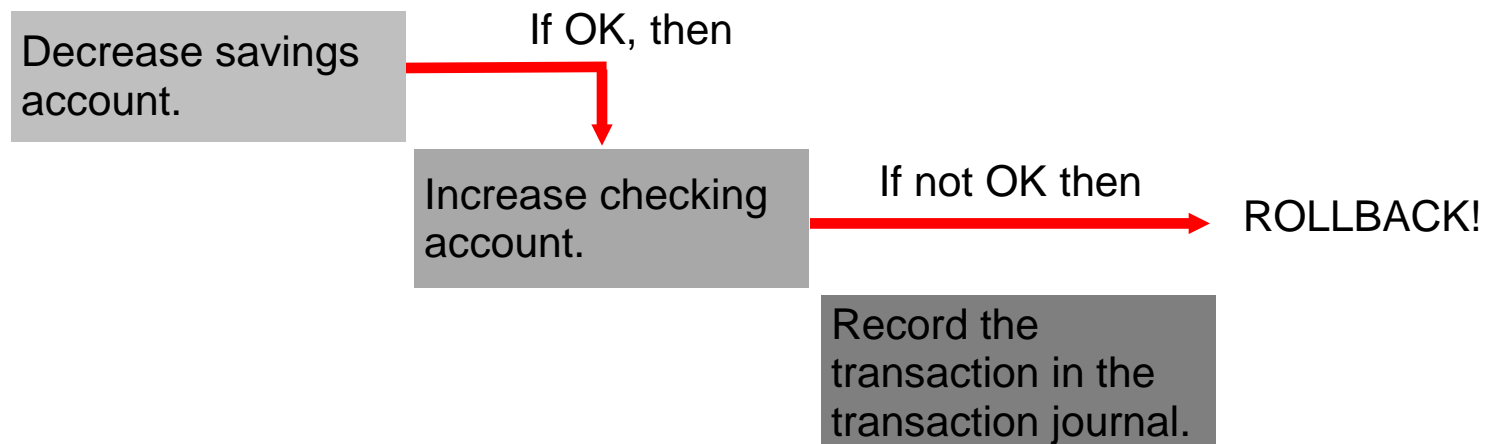 If OK, then
Decrease savings
account.
Increase checking
account.
If not OK then
ROLLBACK!
Record the
transaction in the
transaction journal.